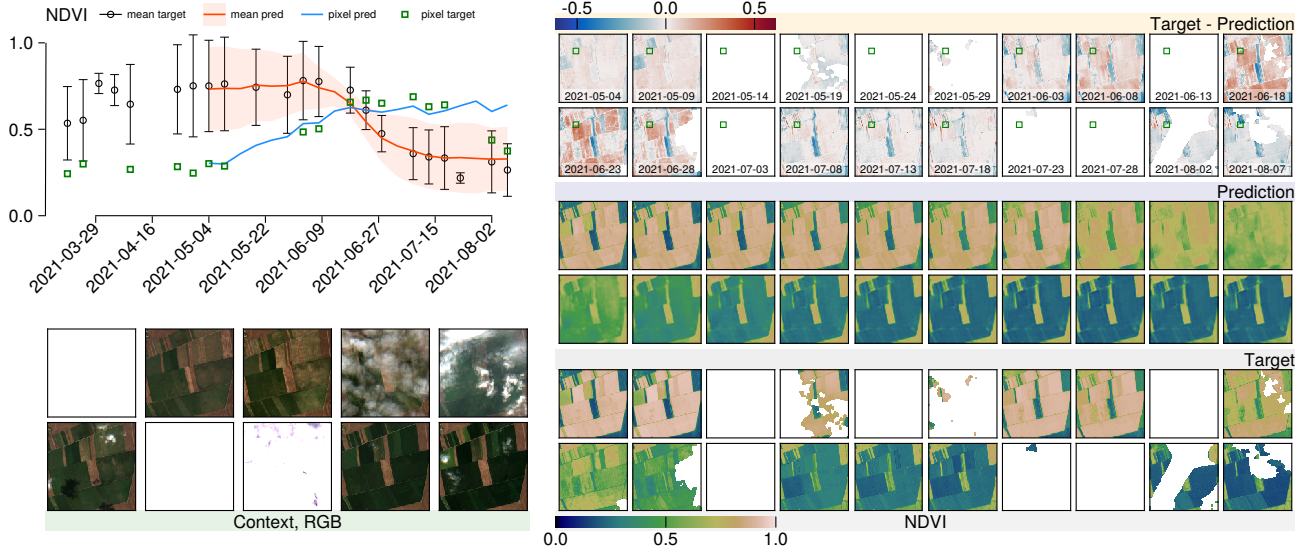 NDVI
mean target
mean pred
pixel pred
pixel target
1.0
0.5
0.0
2021-03-29
2021-04-16
2021-05-04
2021-05-22
2021-06-09
2021-06-27
2021-07-15
2021-08-02
Context, RGB
-0.5 0.0 0.5
Target - Prediction
2021-05-04 2021-05-09 2021-05-14 2021-05-19 2021-05-24 2021-05-29 2021-06-03 2021-06-08 2021-06-13 2021-06-18
2021-06-23 2021-06-28 2021-07-03 2021-07-08 2021-07-13 2021-07-18 2021-07-23 2021-07-28 2021-08-02 2021-08-07
Prediction
Target
NDVI
0.0 0.5 1.0